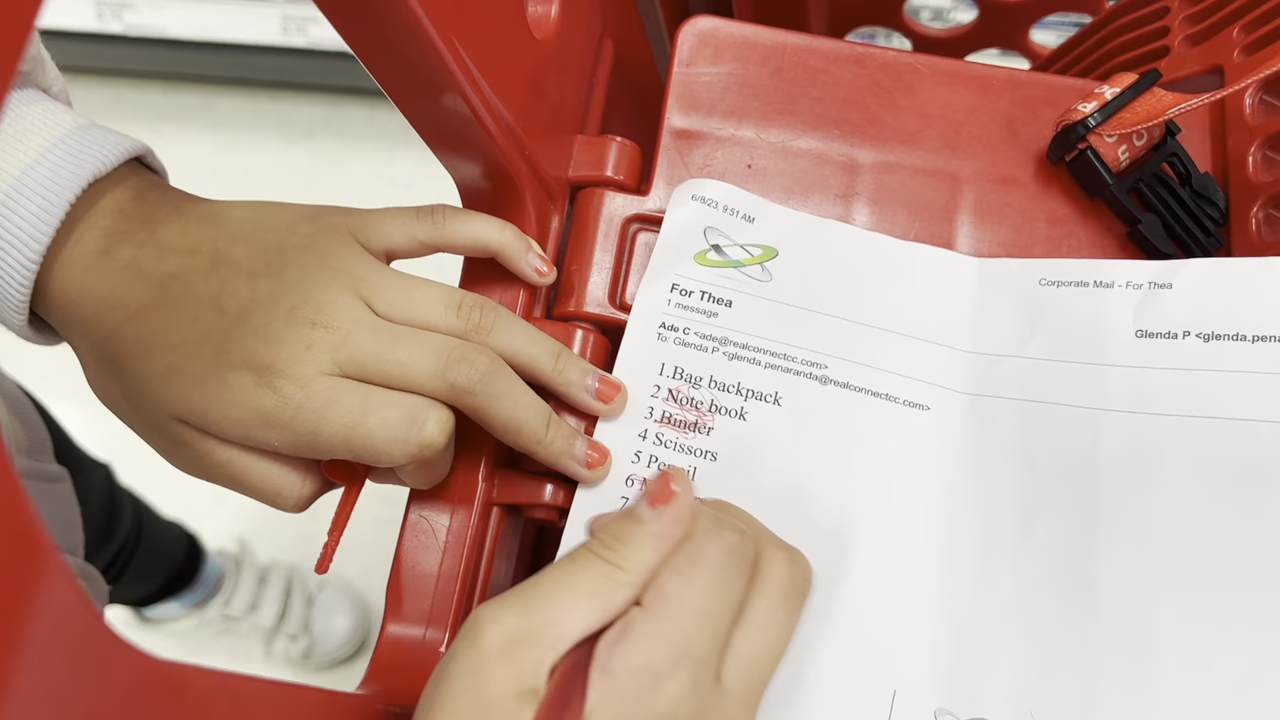 6/8/23, 9:51 AM
Corporate Mail - For Thea
For Thea
1 message
Glenda P <glenda.pena
Ade C <ade@realconnectcc.com>
To: Glenda P <glenda.penaranda@realconnectcc.com>
1.Bag backpack
2 Note book
3.Binder
4 Scissors
5 Pencil
6
7